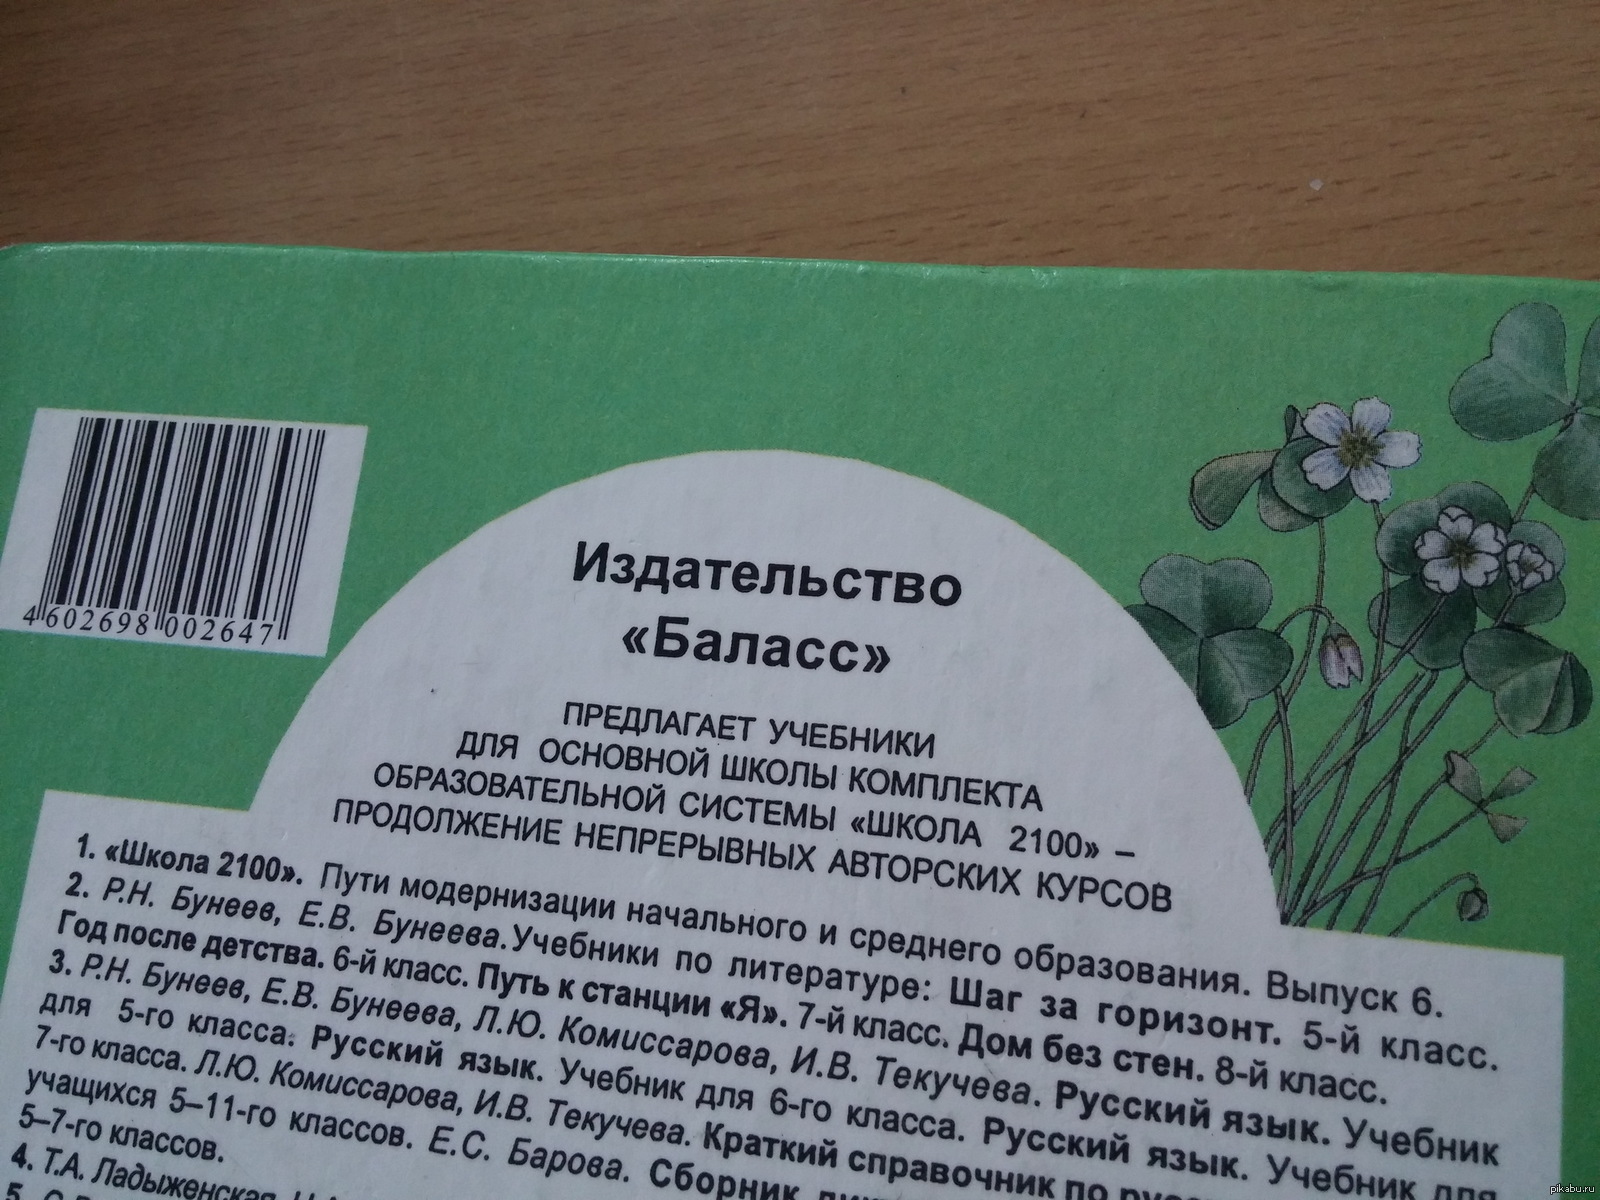 4602698002647
Издательство
«Баласс»
ПРЕДЛАГАЕТ УЧЕБНИКИ
ДЛЯ ОСНОВНОЙ ШКОЛЫ КОМПЛЕКТА
ОБРАЗОВАТЕЛЬНОЙ СИСТЕМЫ «ШКОЛА 2100» –
ПРОДОЛЖЕНИЕ НЕПРЕРЫВНЫХ АВТОРСКИХ КУРСОВ
1. «Школа 2100». Пути модернизации начального и среднего образования. Выпуск 6.
2. Р.Н. Бунеев, Е.В. Бунеева. Учебники по литературе: Шаг за горизонт. 5-й класс.
Год после детства. 6-й класс. Путь к станции «Я». 7-й класс. Дом без стен. 8-й класс.
3. Р.Н. Бунеев, Е.В. Бунеева, Л.Ю. Комиссарова, И.В. Текучева. Русский язык. Учебник
для 5-го класса. Русский язык. Учебник для 6-го класса. Русский язык. Учебник для
7-го класса. Л.Ю. Комиссарова, И.В. Текучева. Краткий справочник по
учащихся 5–11-го классов. Е.С. Барова. Сборник
5–7-го классов.
4. Т.А. Ладыженская
5.
pikabu.ru